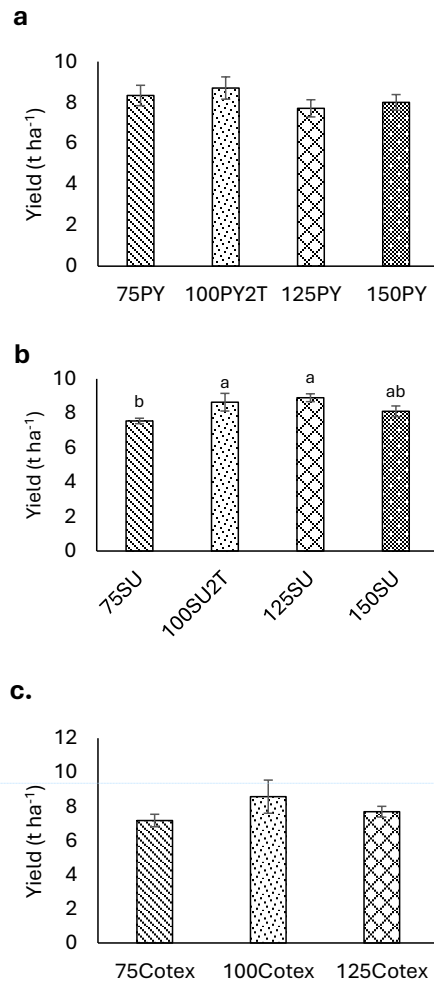 a
Yield (t ha⁻¹)
10
8
6
4
2
0
75PY 100PY2T 125PY 150PY
b
Yield (t ha⁻¹)
10
8
6
4
2
0
b a a ab
75SU 100SU2T 125SU 150SU
c.
Yield (t ha⁻¹)
12
10
8
6
4
2
0
75Cotex 100Cotex 125Cotex